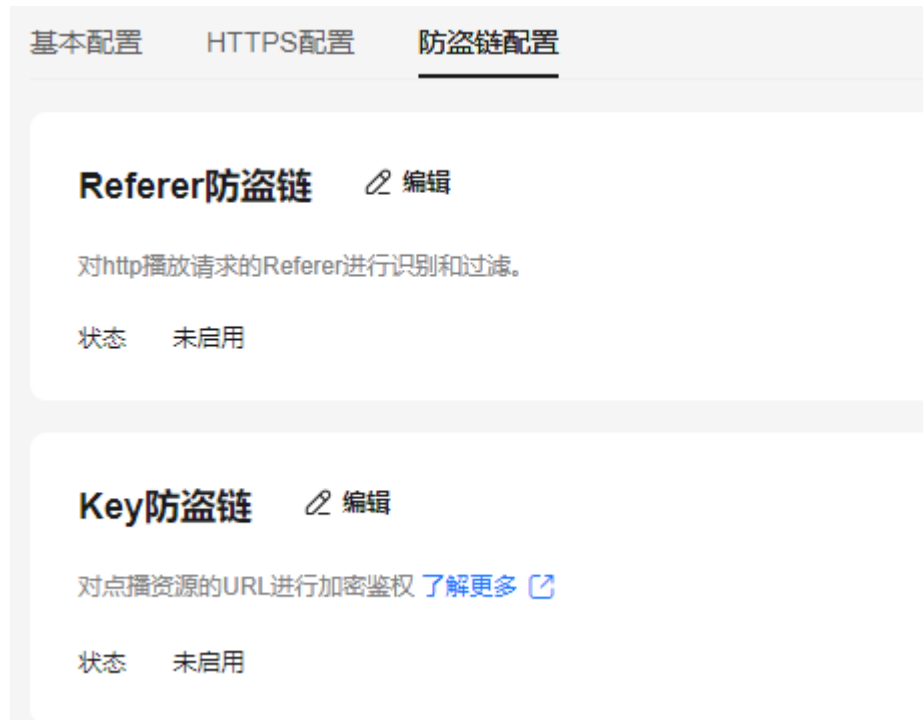 基本配置 HTTPS配置 防盗链配置
Referer防盗链 编辑
对http播放请求的Referer进行识别和过滤。
状态 未启用
Key防盗链 编辑
对点播资源的URL进行加密鉴权 了解更多
状态 未启用